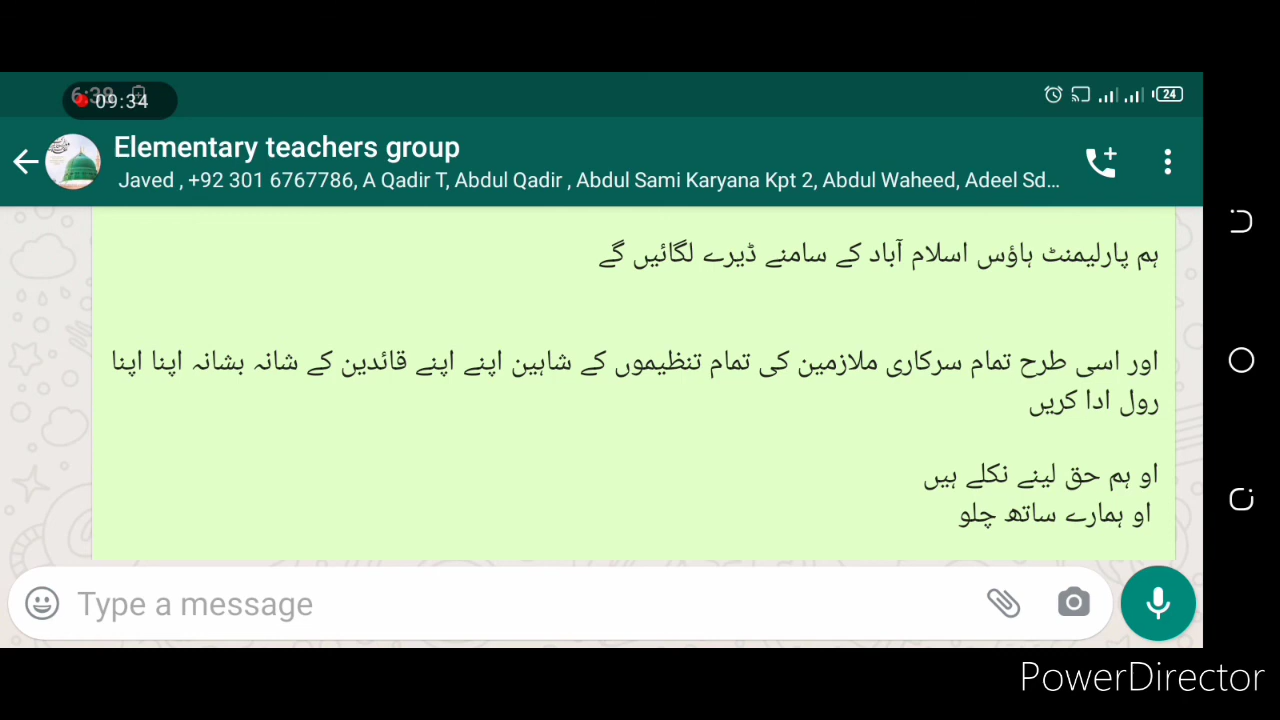 6:38
09:34
24
Elementary teachers group
Javed , +92 301 6767786, A Qadir T, Abdul Qadir , Abdul Sami Karyana Kpt 2, Abdul Waheed, Adeel Sd...
ہم پارلیمنٹ ہاؤس اسلام آباد کے سامنے ڈیرے لگائیں گے
اور اسی طرح تمام سرکاری ملازمین کی تمام تنظیموں کے شاہین اپنے اپنے قائدین کے شانہ بشانہ اپنا اپنا
رول ادا کریں
او ہم حق لینے نکلے ہیں
او ہمارے ساتھ چلو
Type a message
PowerDirector